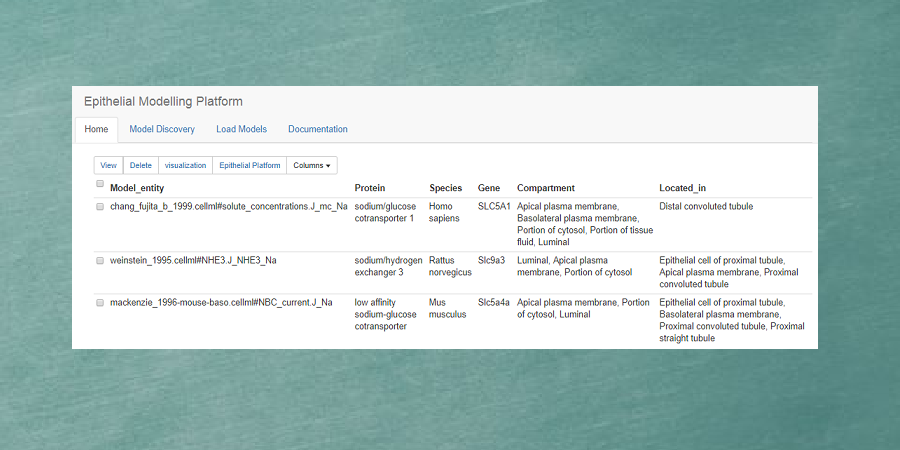 Epithelial Modelling Platform
Home Model Discovery Load Models Documentation
View Delete visualization Epithelial Platform Columns
Model_entity Protein Species Gene Compartment Located_in
chang_fujita_b_1999.cellml#solute_concentrations.J_mc_Na sodium/glucose Homo SLC5A1 Apical plasma membrane, Distal convoluted tubule
cotransporter 1 sapiens Basolateral plasma membrane,
Portion of cytosol, Portion of tissue
fluid, Luminal
weinstein_1995.cellml#NHE3.J_NHE3_Na sodium/hydrogen Rattus Slc9a3 Luminal, Apical plasma Epithelial cell of proximal tubule,
exchanger 3 norvegicus membrane, Portion of cytosol Apical plasma membrane, Proximal
convoluted tubule
mackenzie_1996-mouse-baso.cellml#NBC_current.J_Na low affinity Mus Slc5a4a Apical plasma membrane, Portion Epithelial cell of proximal tubule,
sodium-glucose musculus of cytosol, Luminal Basolateral plasma membrane,
cotransporter Proximal convoluted tubule, Proximal
straight tubule